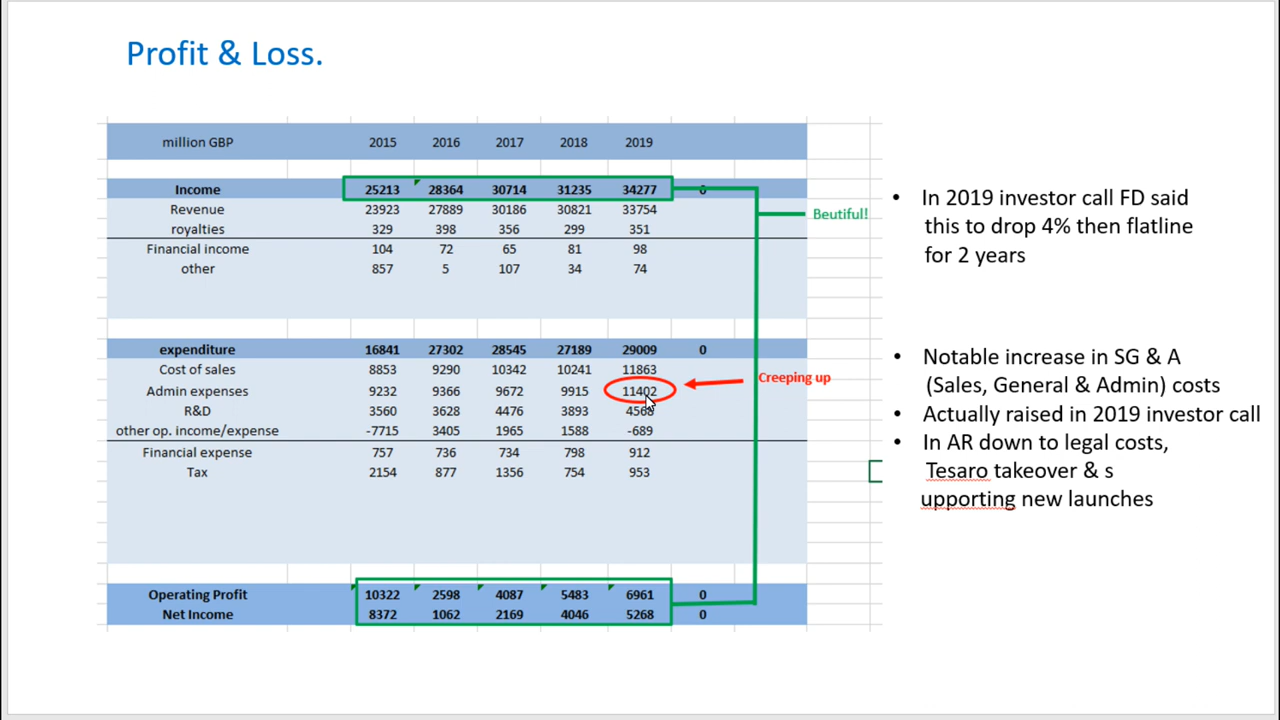 Profit & Loss.
million GBP 2015 2016 2017 2018 2019
Income 25213 28364 30714 31235 34277 0
Revenue 23923 27889 30186 30821 33754
royalties 329 398 356 299 351
Financial income 104 72 65 81 98
other 857 5 107 34 74
Beutiful!
expenditure 16841 27302 28545 27189 29009 0
Cost of sales 8853 9290 10342 10241 11863
Admin expenses 9232 9366 9672 9915 11402
Creeping up
R&D 3560 3628 4476 3893 4568
other op. income/expense -7715 3405 1965 1588 -689
Financial expense 757 736 734 798 912
Tax 2154 877 1356 754 953
Operating Profit 10322 2598 4087 5483 6961 0
Net Income 8372 1062 2169 4046 5268 0
• In 2019 investor call FD said
this to drop 4% then flatline
for 2 years
• Notable increase in SG & A
(Sales, General & Admin) costs
• Actually raised in 2019 investor call
• In AR down to legal costs,
Tesaro takeover & s
upporting new launches